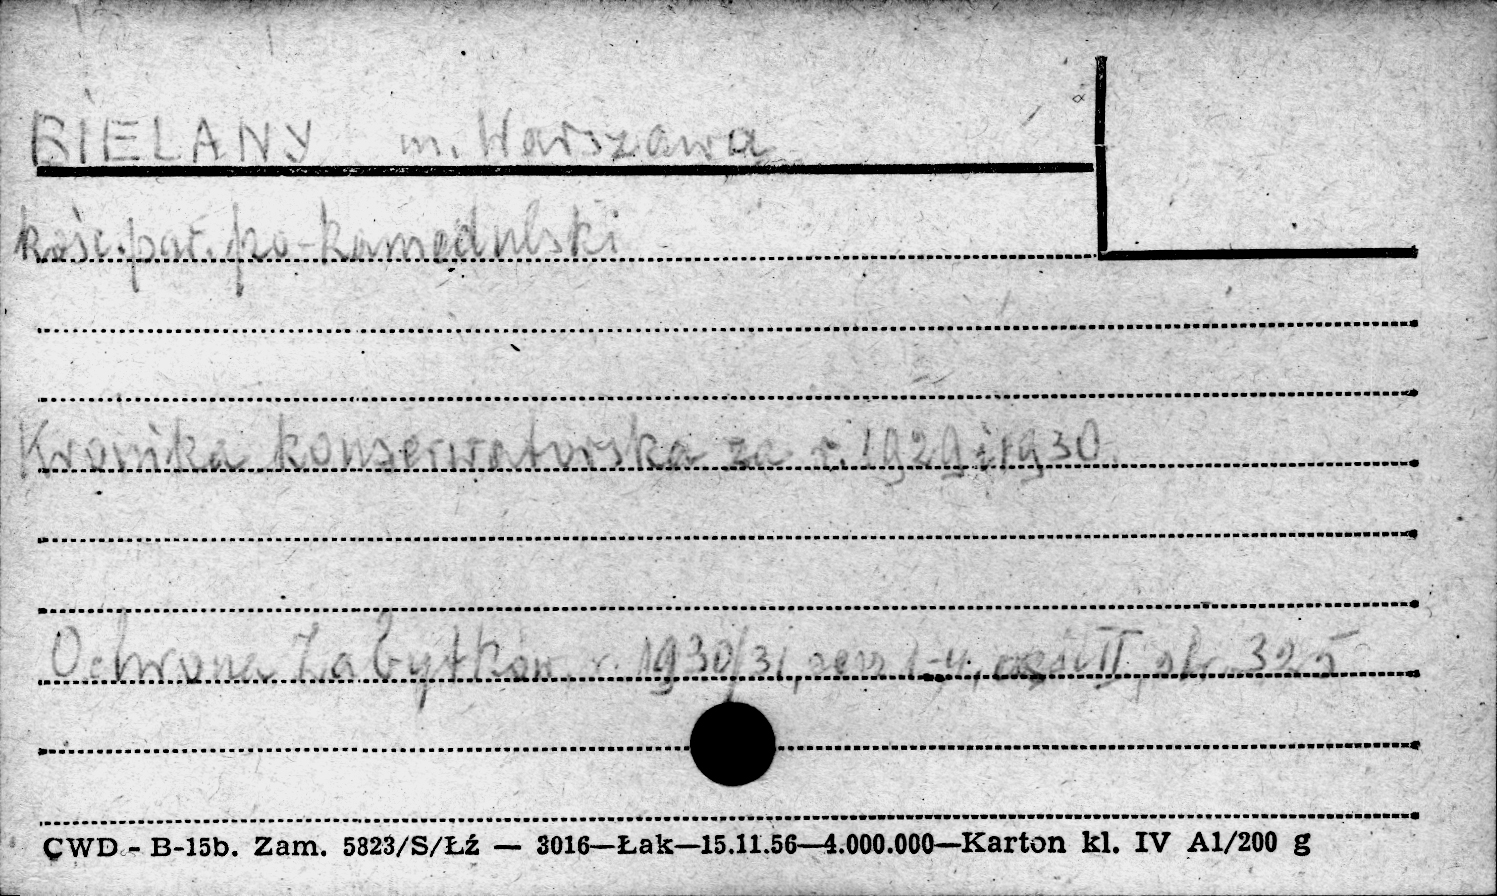 BIELANY m. Warszawa
kośc. par. po-kamedulski
Kronika konserwatorska za r. 1929 i 1930
Ochrona Zabytków, r. 1930/31, zesz 1-4, część II, str. 325
CWD - B-15b. Zam. 5823/S/Łź — 3016—Łak—15.11.56—4.000.000—Karton kl. IV A1/200 g